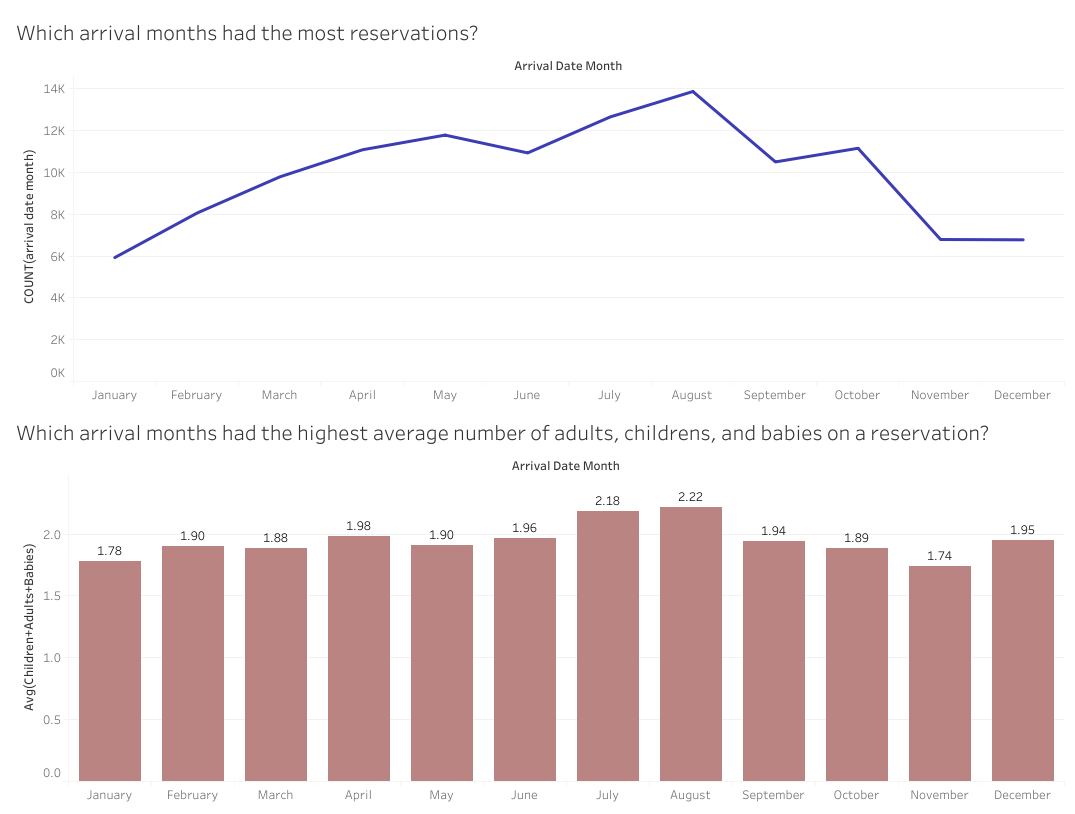 Which arrival months had the most reservations?
Arrival Date Month
14K
12K
10K
8K
6K
4K
2K
0K
COUNT(arrival date month)
January February March April May June July August September October November December
Which arrival months had the highest average number of adults, childrens, and babies on a reservation?
Arrival Date Month
2.0
1.5
1.0
0.5
0.0
Avg(Children+Adults+Babies)
1.78 1.90 1.88 1.98 1.90 1.96 2.18 2.22 1.94 1.89 1.74 1.95
January February March April May June July August September October November December